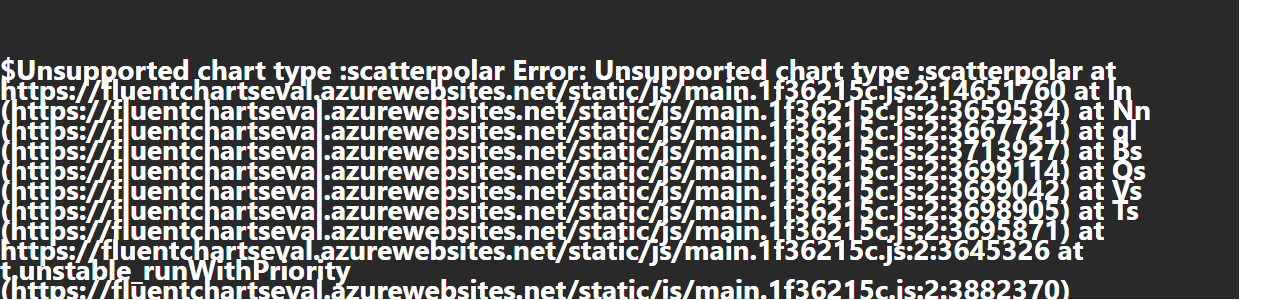 $Unsupported chart type :scatterpolar Error: Unsupported chart type :scatterpolar at
https://fluentchartseval.azurewebsites.net/static/js/main.1f36215c.js:2:14651760 at ln
(https://fluentchartseval.azurewebsites.net/static/js/main.1f36215c.js:2:3659534) at Nn
(https://fluentchartseval.azurewebsites.net/static/js/main.1f36215c.js:2:3667721) at gl
(https://fluentchartseval.azurewebsites.net/static/js/main.1f36215c.js:2:3713927) at Bs
(https://fluentchartseval.azurewebsites.net/static/js/main.1f36215c.js:2:3699114) at Qs
(https://fluentchartseval.azurewebsites.net/static/js/main.1f36215c.js:2:3699042) at Vs
(https://fluentchartseval.azurewebsites.net/static/js/main.1f36215c.js:2:3698905) at Ts
(https://fluentchartseval.azurewebsites.net/static/js/main.1f36215c.js:2:3695871) at
https://fluentchartseval.azurewebsites.net/static/js/main.1f36215c.js:2:3645326 at
t.unstable_runWithPriority
(https://fluentchartseval.azurewebsites.net/static/js/main.1f36215c.js:2:3882370)